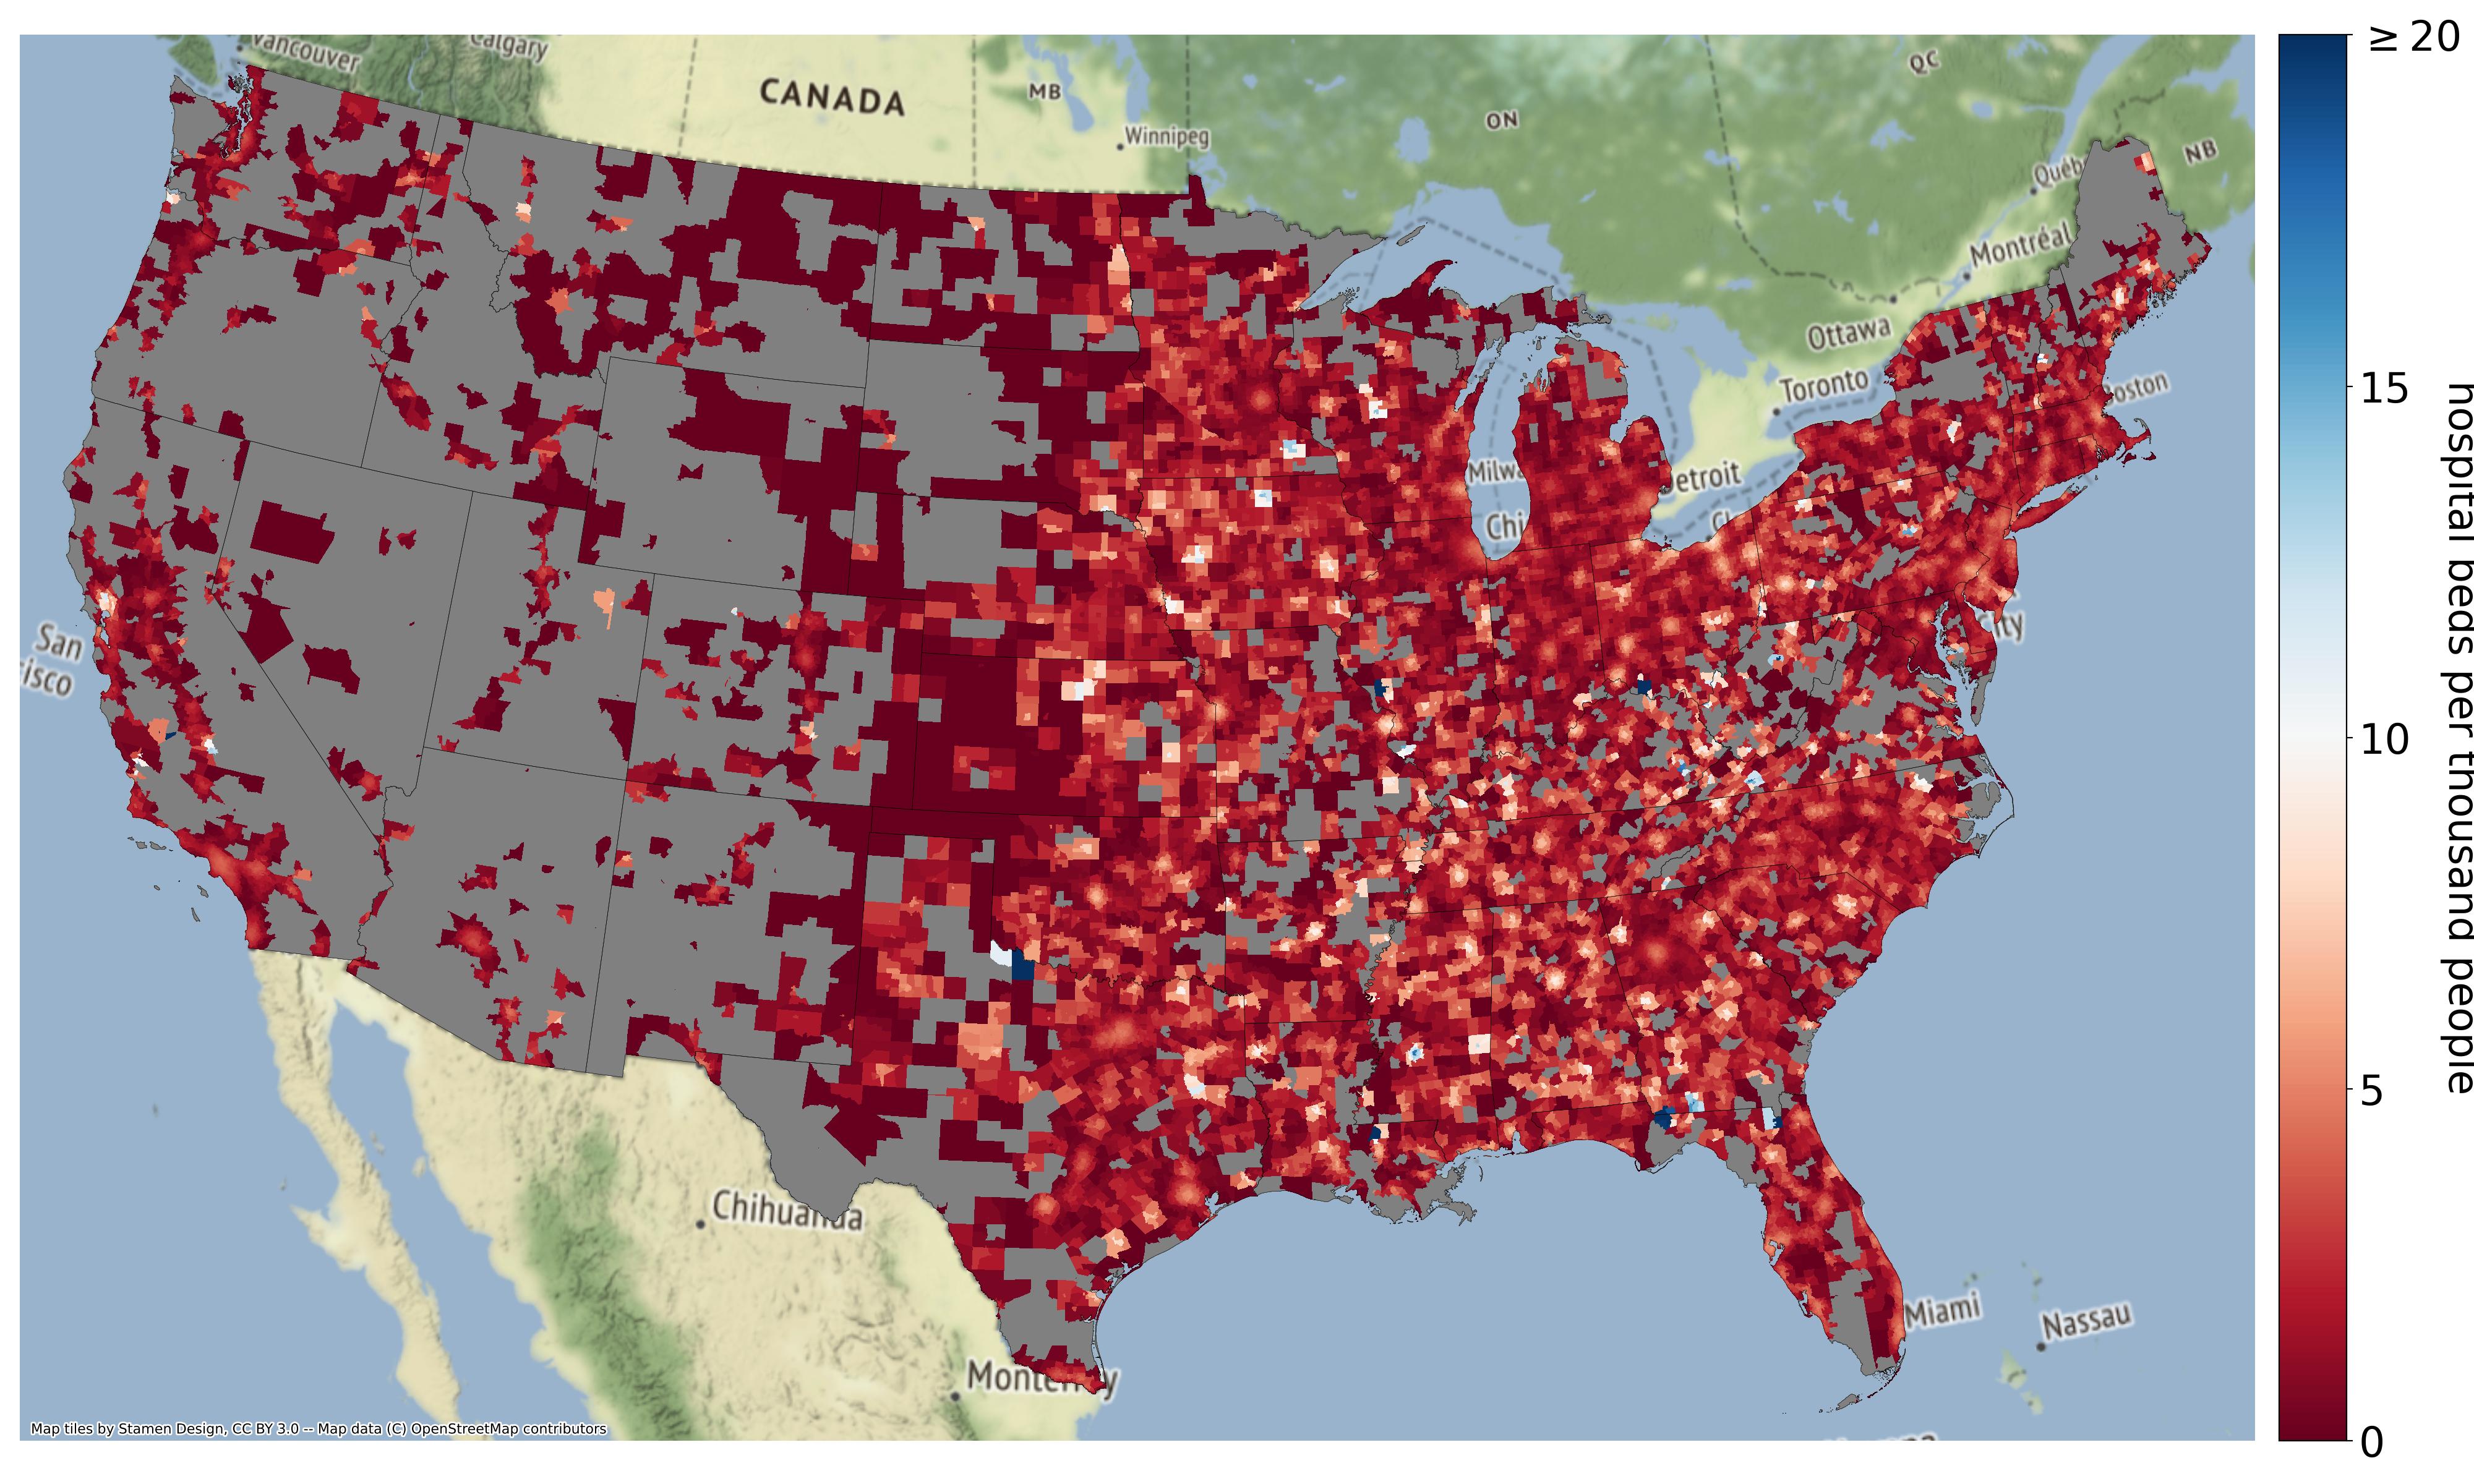 Vancouver
Calgary
CANADA
MB
Winnipeg
ON
QC
NB
Québ
Montréal
Ottawa
Toronto
Boston
Milwa
Detroit
Chi
Cl
San
isco
City
Chihuahua
Monterrey
Miami
Nassau
Map tiles by Stamen Design, CC BY 3.0 -- Map data (C) OpenStreetMap contributors
≥ 20
15
10
5
0
hospital beds per thousand people